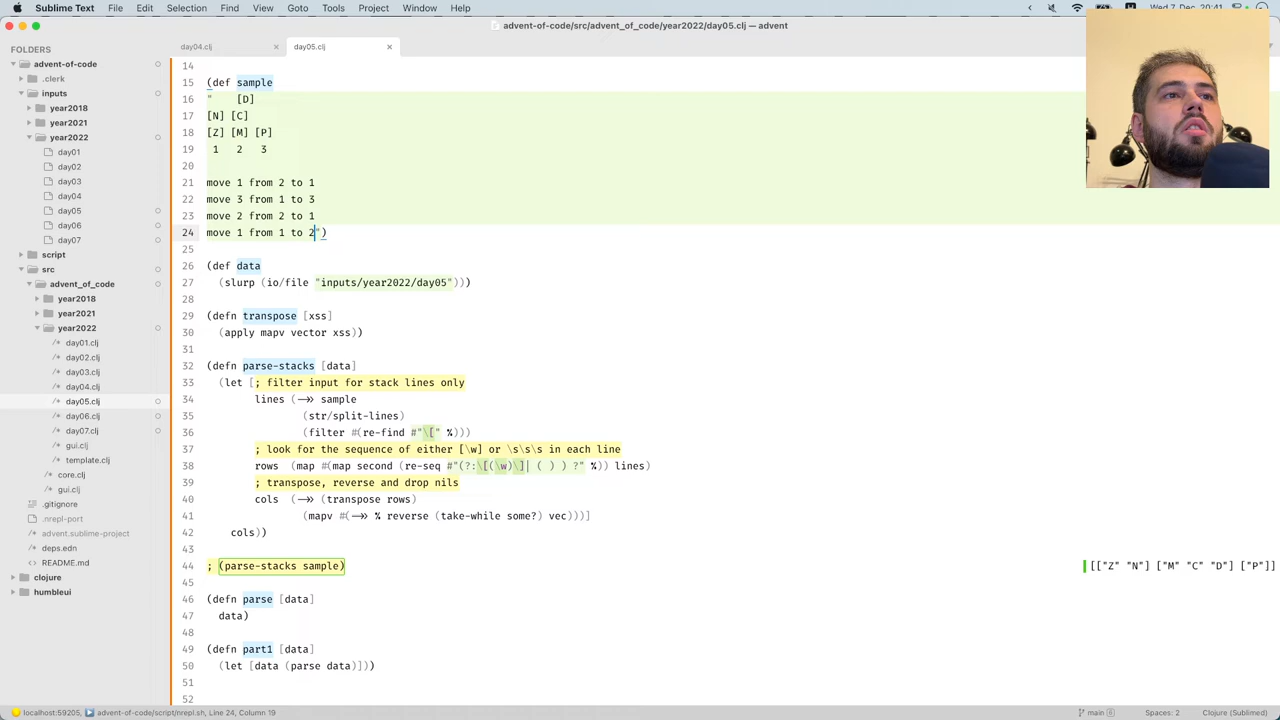 Sublime Text File Edit Selection Find View Goto Tools Project Window Help Wed 7. Dec 20:41
advent-of-code/src/advent_of_code/year2022/day05.clj — advent
FOLDERS
advent-of-code
.clerk
inputs
year2018
year2021
year2022
day01
day02
day03
day04
day05
day06
day07
script
src
advent_of_code
year2018
year2021
year2022
/* day01.clj
/* day02.clj
/* day03.clj
/* day04.clj
/* day05.clj
/* day06.clj
/* day07.clj
/* gui.clj
/* template.clj
/* core.clj
/* gui.clj
.gitignore
.nrepl-port
advent.sublime-project
deps.edn
README.md
clojure
humbleui
day04.clj ×
day05.clj ×
14
15 (def sample
16 "    [D]
17 [N] [C]
18 [Z] [M] [P]
19  1   2   3
20
21 move 1 from 2 to 1
22 move 3 from 1 to 3
23 move 2 from 2 to 1
24 move 1 from 1 to 2")
25
26 (def data
27   (slurp (io/file "inputs/year2022/day05")))
28
29 (defn transpose [xss]
30   (apply mapv vector xss))
31
32 (defn parse-stacks [data]
33   (let [; filter input for stack lines only
34         lines (->> sample
35                 (str/split-lines)
36                 (filter #(re-find #"\[" %)))
37         ; look for the sequence of either [\w] or \s\s\s in each line
38         rows  (map #(map second (re-seq #"(?:\[(\w)\]| ( ) ) ?" %)) lines)
39         ; transpose, reverse and drop nils
40         cols  (->> (transpose rows)
41                 (mapv #(->> % reverse (take-while some?) vec)))]
42     cols))
43
44 ; (parse-stacks sample) [["Z" "N"] ["M" "C" "D"] ["P"]]
45
46 (defn parse [data]
47   data)
48
49 (defn part1 [data]
50   (let [data (parse data)]))
51
52
localhost:59205, advent-of-code/script/nrepl.sh, Line 24, Column 19 main 6 Spaces: 2 Clojure (Sublimed)